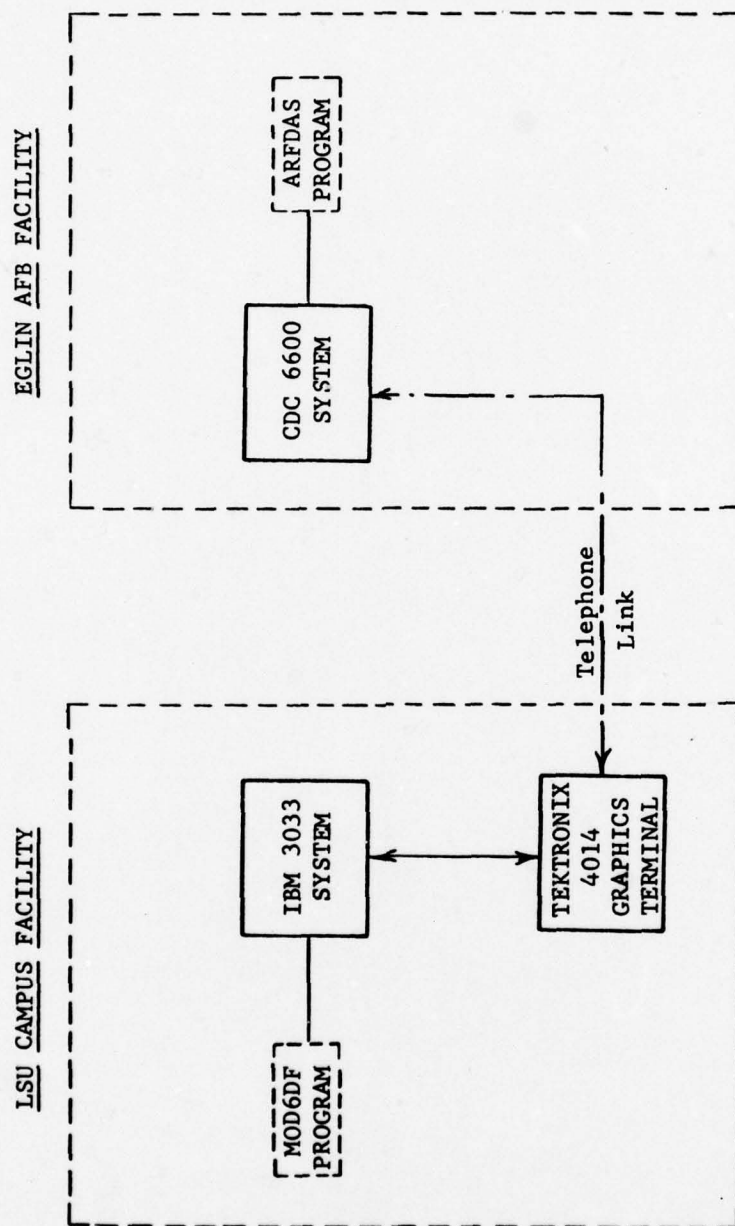 LSU CAMPUS FACILITY
EGLIN AFB FACILITY
MOD6DF
PROGRAM
IBM 3033
SYSTEM
TEKTRONIX
4014
GRAPHICS
TERMINAL
Telephone
Link
CDC 6600
SYSTEM
ARFDAS
PROGRAM